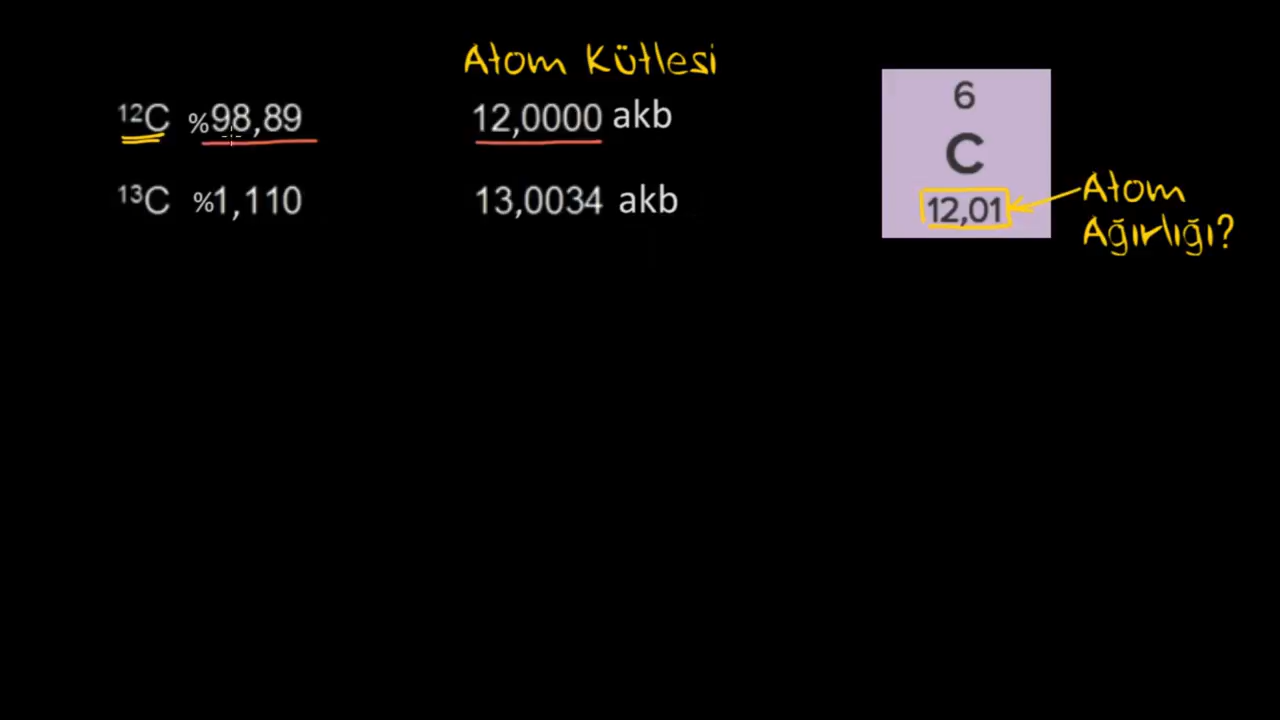 Atom Kütlesi
¹²C %98,89 12,0000 akb
¹³C %1,110 13,0034 akb
6
C
12,01
Atom
Ağırlığı?